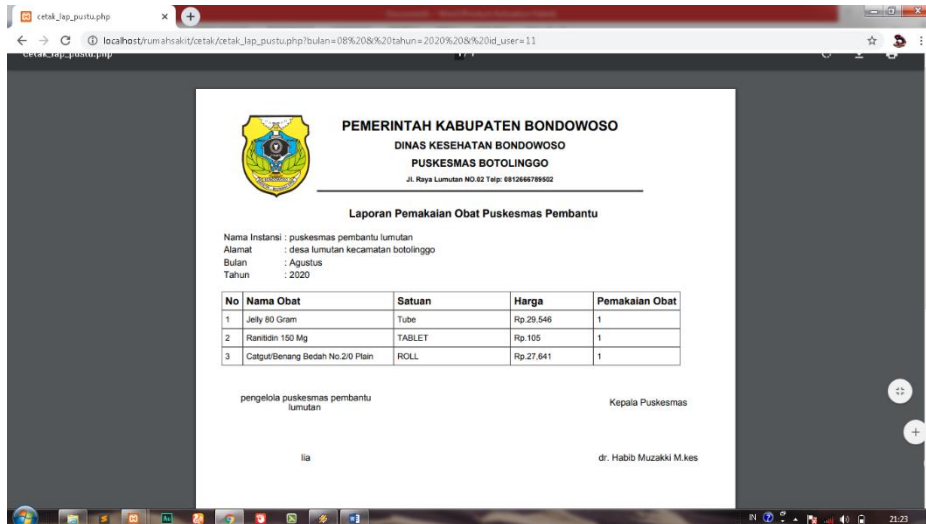 cetak_lap_pustu.php
localhost/rumahsakit/cetak/cetak_lap_pustu.php?bulan=08%20&%20tahun=2020%20&%20id_user=11
cetak_lap_pustu.php
1 / 1
PEMERINTAH KABUPATEN BONDOWOSO
DINAS KESEHATAN BONDOWOSO
PUSKESMAS BOTOLINGGO
Jl. Raya Lumutan NO.02 Telp: 0812666789502
Laporan Pemakaian Obat Puskesmas Pembantu
Nama Instansi : puskesmas pembantu lumutan
Alamat : desa lumutan kecamatan botolinggo
Bulan : Agustus
Tahun : 2020
No Nama Obat Satuan Harga Pemakaian Obat
1 Jelly 80 Gram Tube Rp.29,546 1
2 Ranitidin 150 Mg TABLET Rp.105 1
3 Catgut/Benang Bedah No.2/0 Plain ROLL Rp.27,641 1
pengelola puskesmas pembantu
lumutan
Kepala Puskesmas
lia
dr. Habib Muzakki M.kes
IN
21:23